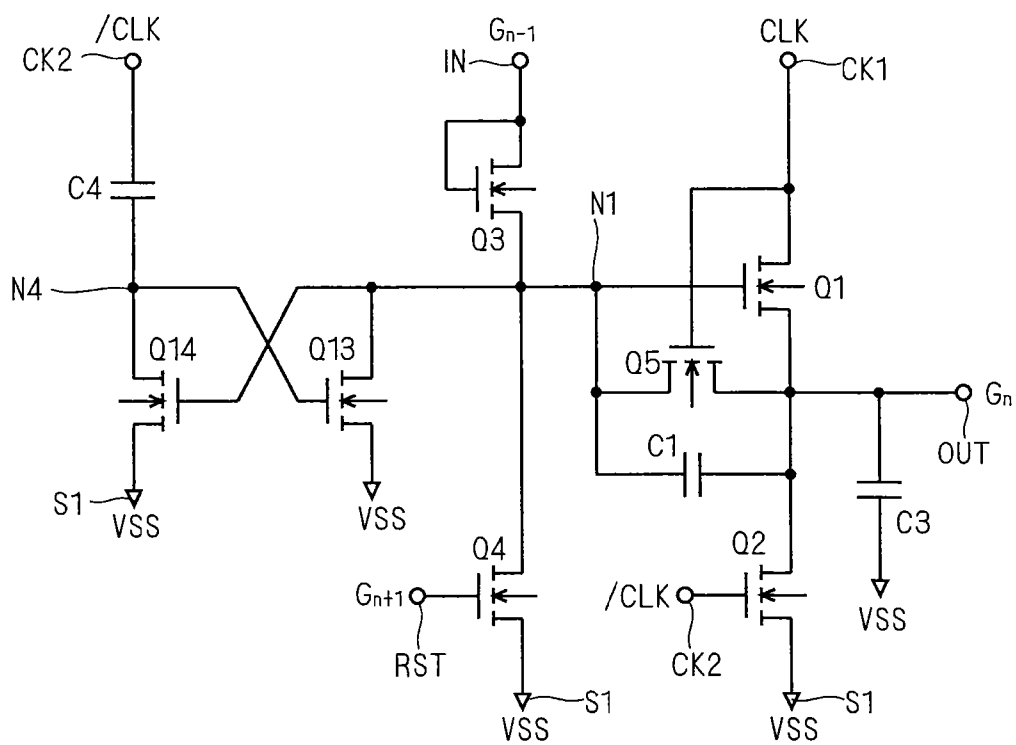 /CLK
CK2
Gn-1
IN
CLK
CK1
C4
Q3
N1
N4
Q1
Q14
Q13
Q5
Gn
OUT
C1
S1
VSS
VSS
C3
Q4
Q2
Gn+1
/CLK
VSS
RST
CK2
S1
S1
VSS
VSS